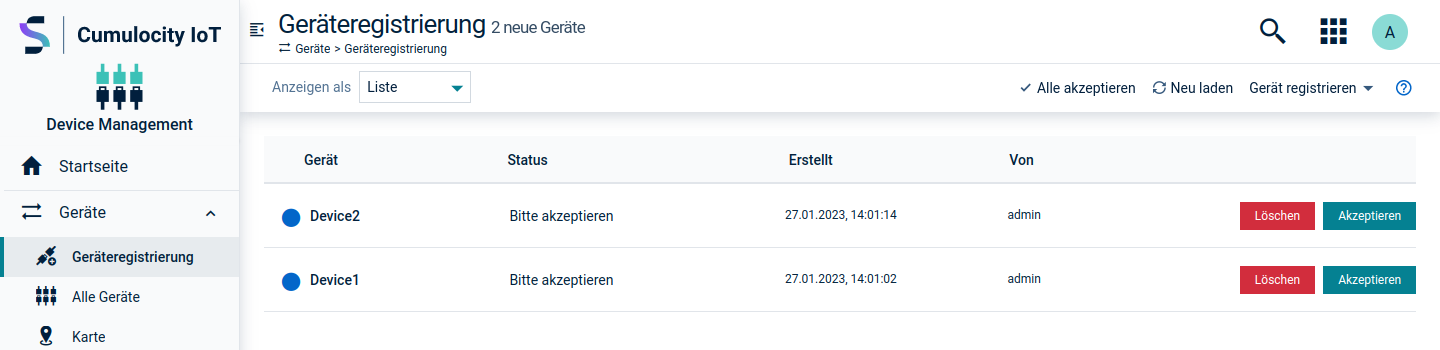 Cumulocity IoT
Device Management
Startseite
Geräte
Geräteregistrierung
Alle Geräte
Karte
Geräteregistrierung 2 neue Geräte
Geräte > Geräteregistrierung
A
Anzeigen als Liste
Alle akzeptieren Neu laden Gerät registrieren
Gerät Status Erstellt Von
Device2 Bitte akzeptieren 27.01.2023, 14:01:14 admin Löschen Akzeptieren
Device1 Bitte akzeptieren 27.01.2023, 14:01:02 admin Löschen Akzeptieren